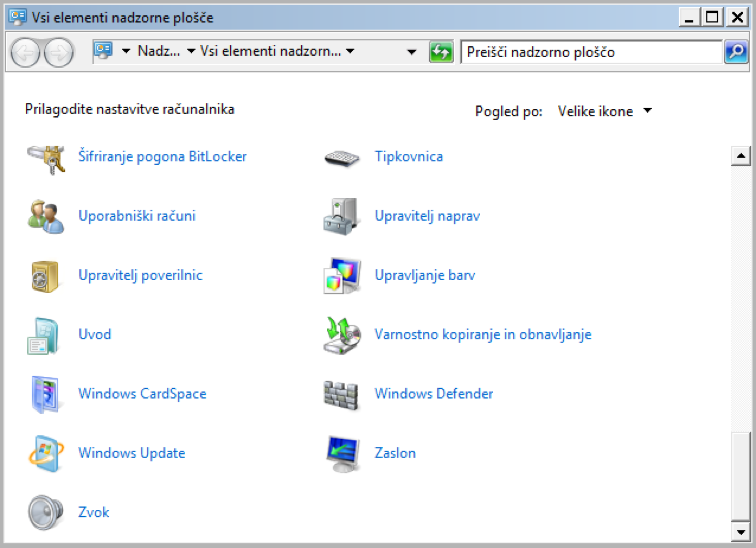 Vsi elementi nadzorne plošče
Nadz... Vsi elementi nadzorn...
Preišči nadzorno ploščo
Prilagodite nastavitve računalnika
Pogled po: Velike ikone
Šifriranje pogona BitLocker
Tipkovnica
Uporabniški računi
Upravitelj naprav
Upravitelj poverilnic
Upravljanje barv
Uvod
Varnostno kopiranje in obnavljanje
Windows CardSpace
Windows Defender
Windows Update
Zaslon
Zvok